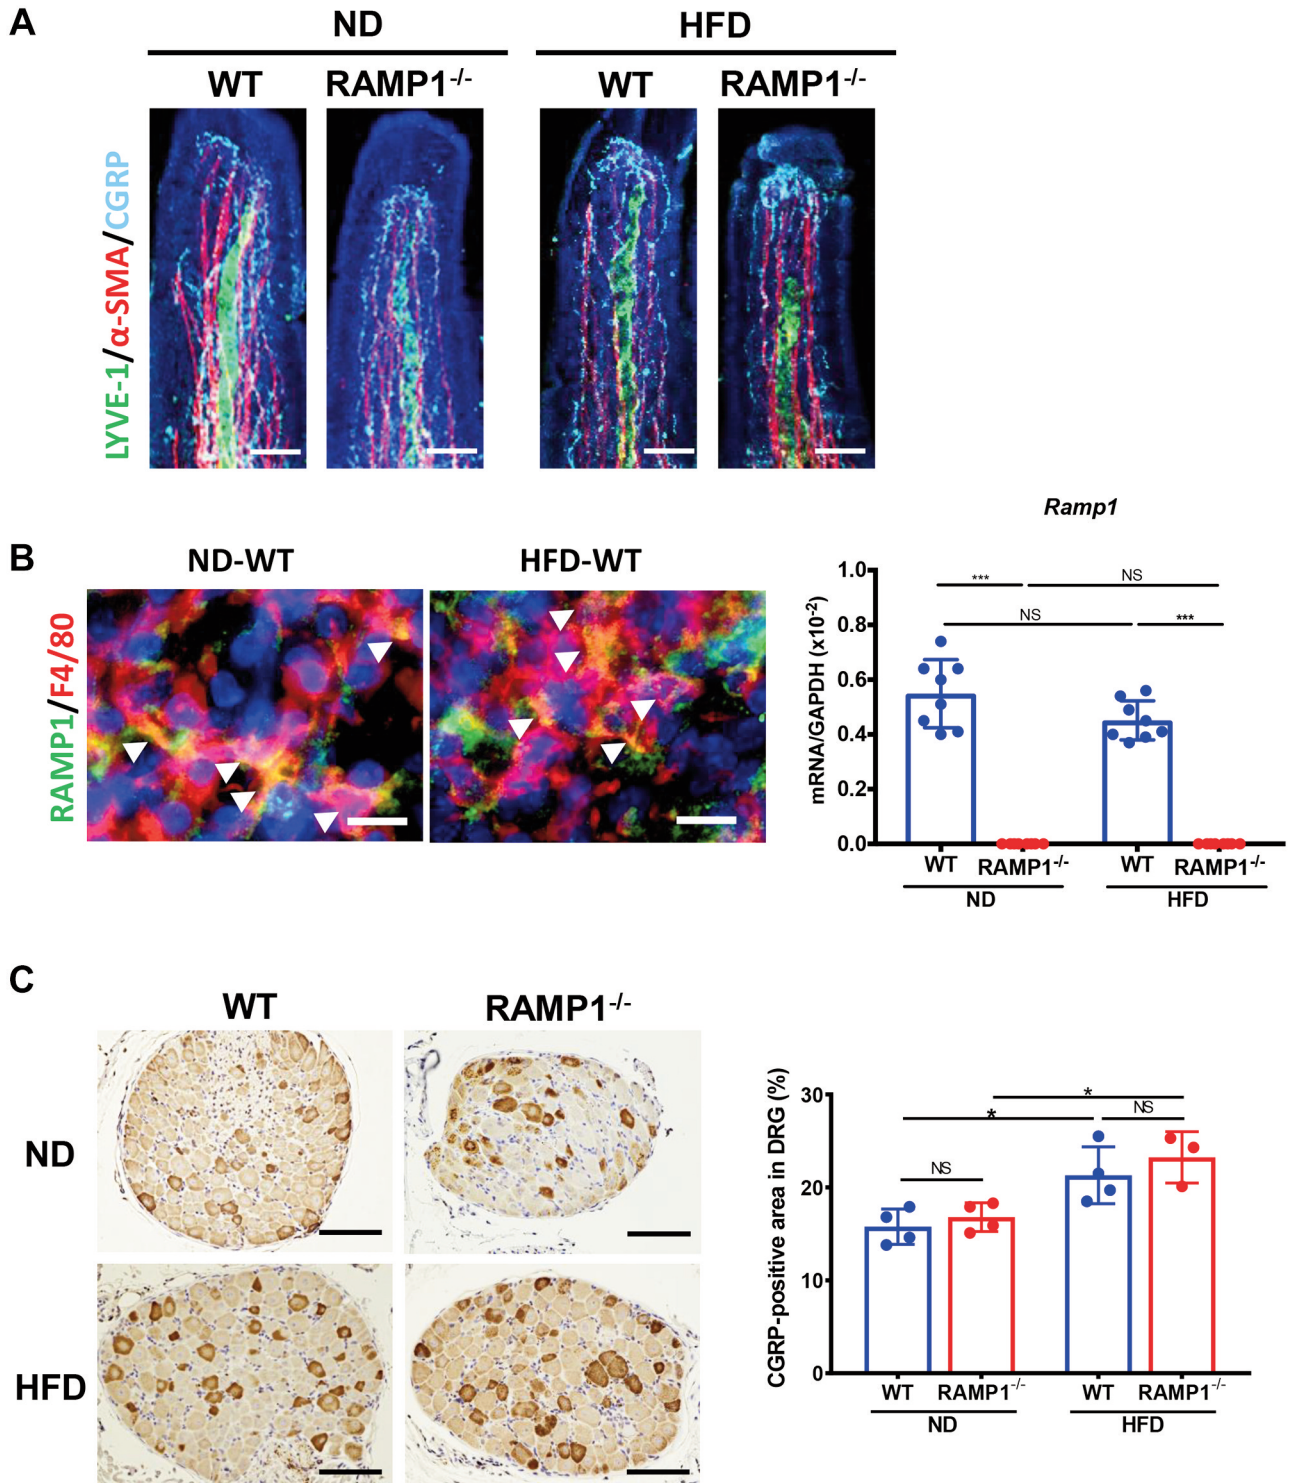 A
ND
HFD
WT
RAMP1-/-
WT
RAMP1-/-
LYVE-1/α-SMA/CGRP
B
ND-WT
HFD-WT
RAMP1/F4/80
Ramp1
mRNA/GAPDH (x10-2)
1.0
0.8
0.6
0.4
0.2
0.0
***
NS
NS
***
WT
RAMP1-/-
WT
RAMP1-/-
ND
HFD
C
WT
RAMP1-/-
ND
HFD
CGRP-positive area in DRG (%)
30
20
10
0
*
*
NS
NS
WT
RAMP1-/-
WT
RAMP1-/-
ND
HFD